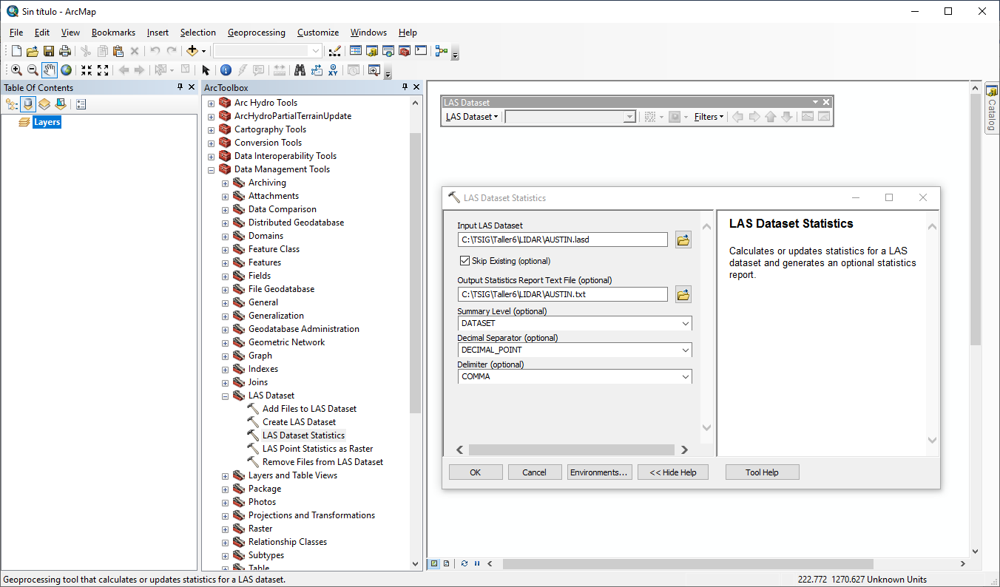 Sin título - ArcMap
File Edit View Bookmarks Insert Selection Geoprocessing Customize Windows Help
Table Of Contents
Layers
ArcToolbox
Arc Hydro Tools
ArcHydroPartialTerrainUpdate
Cartography Tools
Conversion Tools
Data Interoperability Tools
Data Management Tools
Archiving
Attachments
Data Comparison
Distributed Geodatabase
Domains
Feature Class
Features
Fields
File Geodatabase
General
Generalization
Geodatabase Administration
Geometric Network
Graph
Indexes
Joins
LAS Dataset
Add Files to LAS Dataset
Create LAS Dataset
LAS Dataset Statistics
LAS Point Statistics as Raster
Remove Files from LAS Dataset
Layers and Table Views
Package
Photos
Projections and Transformations
Raster
Relationship Classes
Subtypes
Table
LAS Dataset
LAS Dataset Filters
LAS Dataset Statistics
Input LAS Dataset
C:\TSIG\Taller6\LIDAR\AUSTIN.lasd
Skip Existing (optional)
Output Statistics Report Text File (optional)
C:\TSIG\Taller6\LIDAR\AUSTIN.txt
Summary Level (optional)
DATASET
Decimal Separator (optional)
DECIMAL_POINT
Delimiter (optional)
COMMA
OK Cancel Environments... << Hide Help Tool Help
LAS Dataset Statistics
Calculates or updates statistics for a LAS
dataset and generates an optional statistics
report.
Catalog
Geoprocessing tool that calculates or updates statistics for a LAS dataset.
222.772 1270.627 Unknown Units